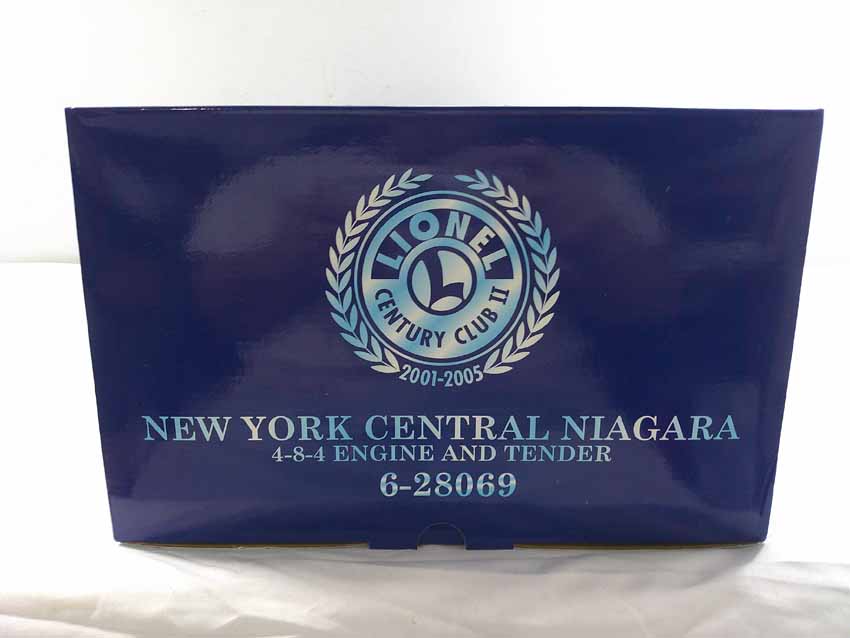 LIONEL
L
CENTURY CLUB II
2001-2005
NEW YORK CENTRAL NIAGARA
4-8-4 ENGINE AND TENDER
6-28069